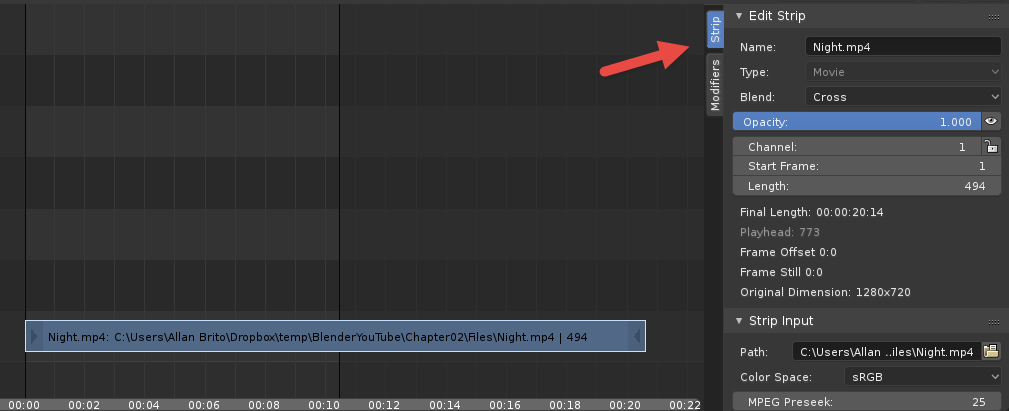 Strip
Modifiers
Edit Strip
Name: Night.mp4
Type: Movie
Blend: Cross
Opacity: 1.000
Channel: 1
Start Frame: 1
Length: 494
Final Length: 00:00:20:14
Playhead: 773
Frame Offset 0:0
Frame Still 0:0
Original Dimension: 1280x720
Strip Input
Path: C:\Users\Allan ..iles\Night.mp4
Color Space: sRGB
MPEG Preseek: 25
Night.mp4: C:\Users\Allan Brito\Dropbox\temp\BlenderYouTube\Chapter02\Files\Night.mp4 | 494
00:00 00:02 00:04 00:06 00:08 00:10 00:12 00:14 00:16 00:18 00:20 00:22